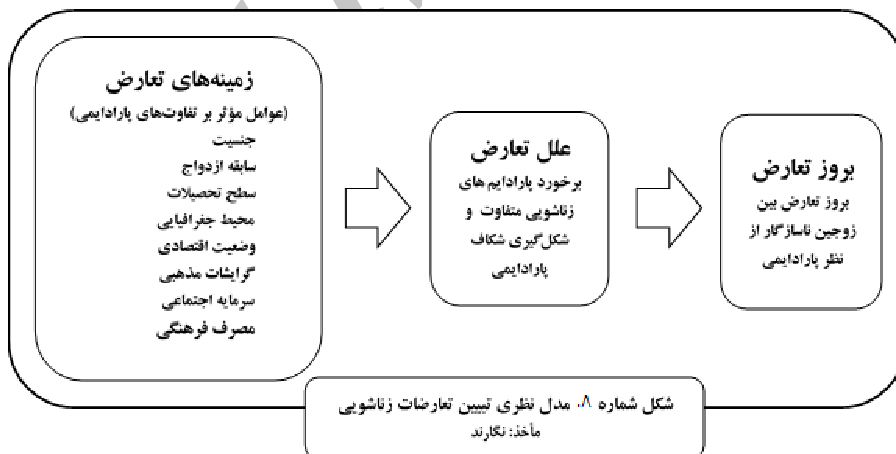 زمینه‌های تعارض
(عوامل مؤثر بر تفاوت‌های پارادایمی)
جنسیت
سابقه ازدواج
سطح تحصیلات
محیط جغرافیایی
وضعیت اقتصادی
گرایشات مذهبی
سرمایه اجتماعی
مصرف فرهنگی
علل تعارض
برخورد پارادایم های
زناشویی متفاوت و
شکل‌گیری شکاف
پارادایمی
بروز تعارض
بروز تعارض بین
زوجین ناسازگار از
نظر پارادایمی
شکل شماره ۸. مدل نظری تبیین تعارضات زناشویی
مأخذ: نگارند